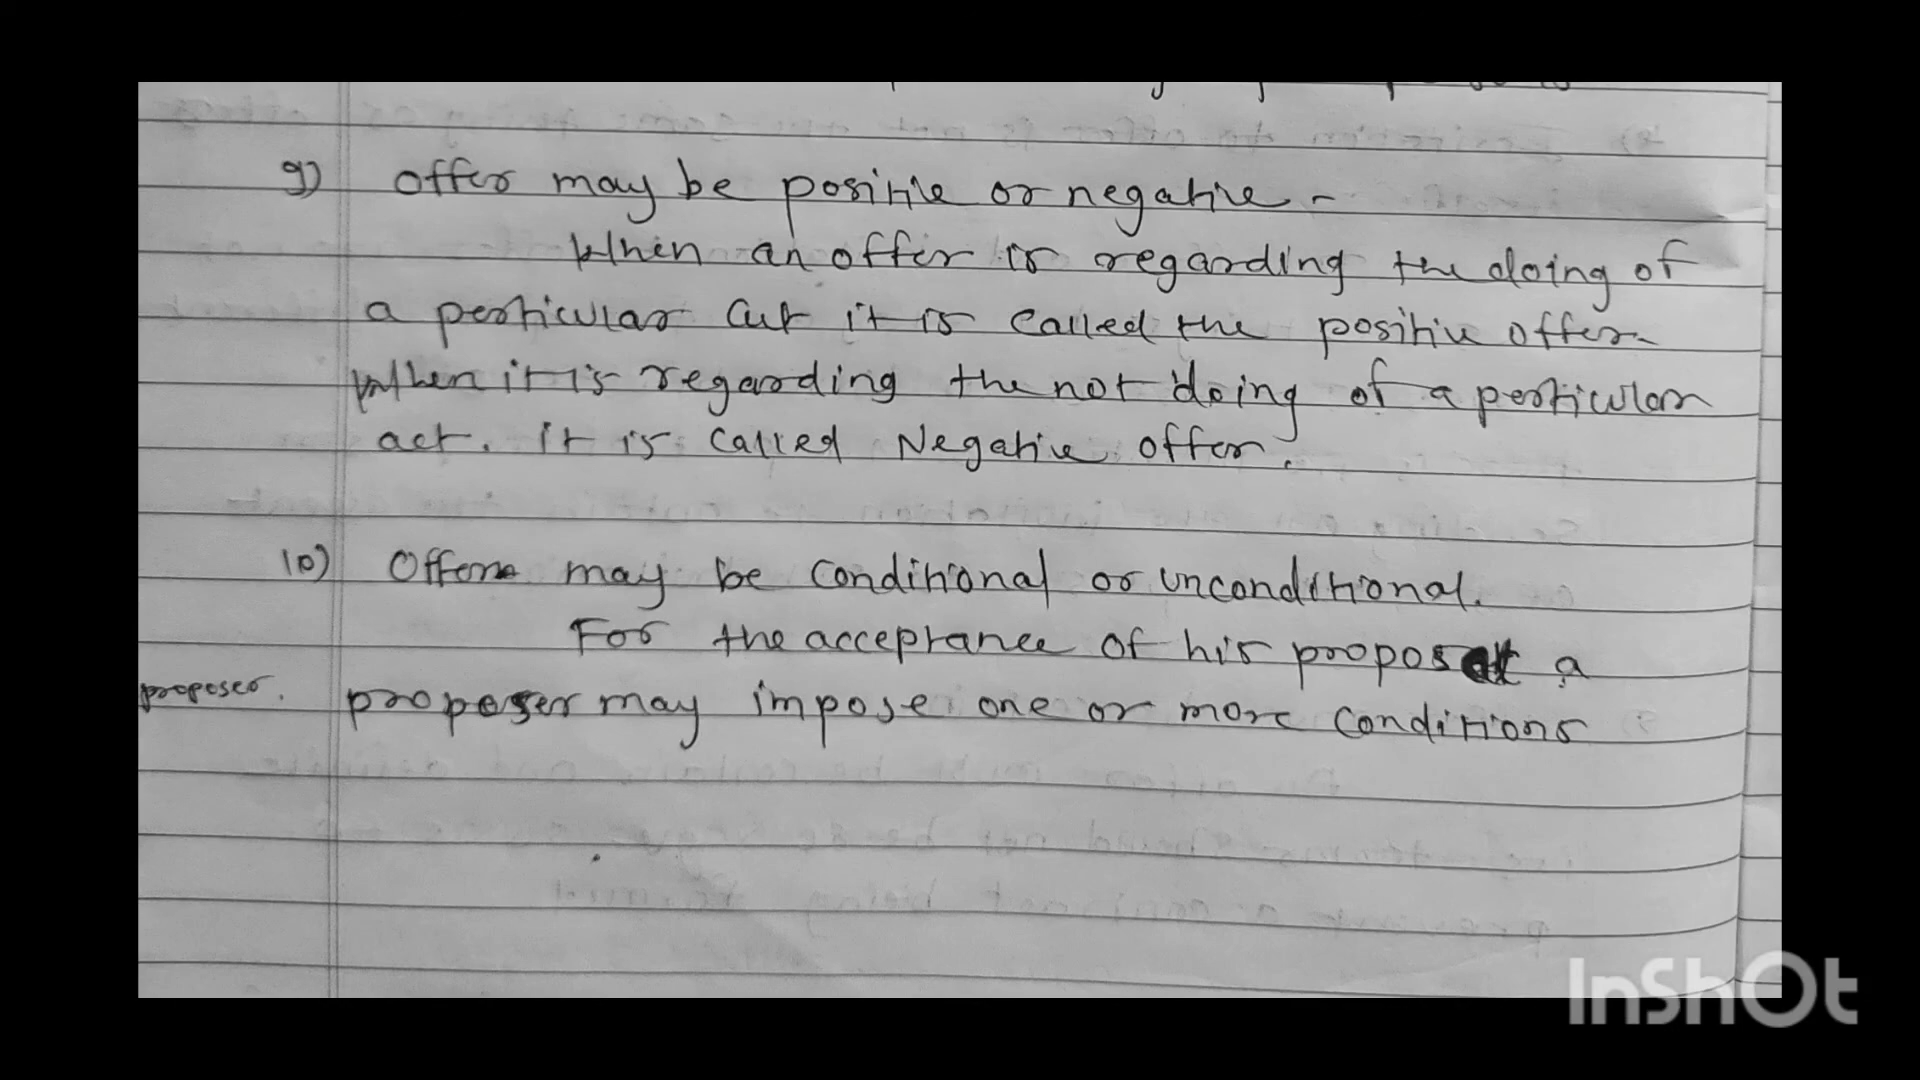 9) Offer may be positive or negative -
When an offer is regarding the doing of
a perticular act it is called the positive offer.
When it is regarding the not doing of a perticular
act. it is called Negative offer.
10) Offer may be conditional or unconditional.
For the acceptance of his proposal a
proposer. proposer may impose one or more conditions
InShOt